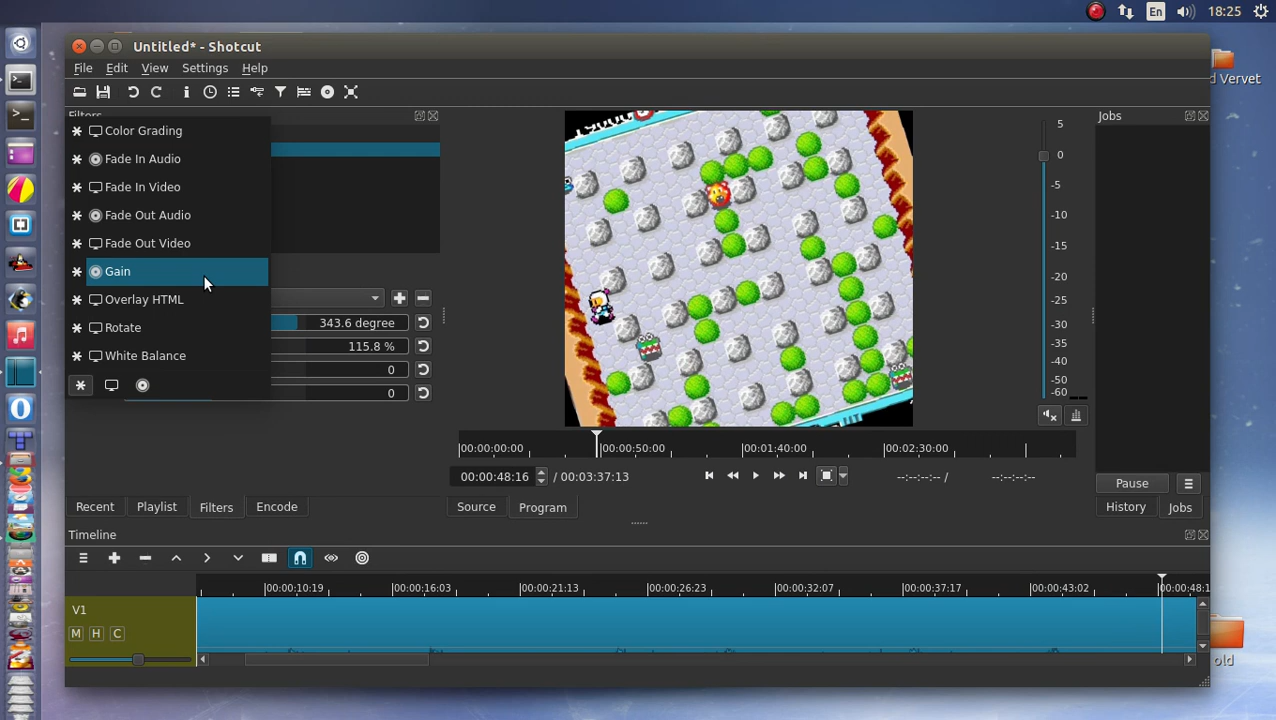 En 18:25
Untitled* - Shotcut
d Vervet
File Edit View Settings Help
Filters
Jobs
Color Grading
Fade In Audio
Fade In Video
Fade Out Audio
Fade Out Video
Gain
Overlay HTML
Rotate
White Balance
343.6 degree
115.8 %
0
0
5
0
-5
-10
-15
-20
-25
-30
-35
-40
-50
-60
00:00:00:00 00:00:50:00 00:01:40:00 00:02:30:00
00:00:48:16 / 00:03:37:13 --:--:--:-- / --:--:--:--
Pause
Recent Playlist Filters Encode Source Program History Jobs
Timeline
00:00:10:19 00:00:16:03 00:00:21:13 00:00:26:23 00:00:32:07 00:00:37:17 00:00:43:02 00:00:48:1
V1
M H C
old